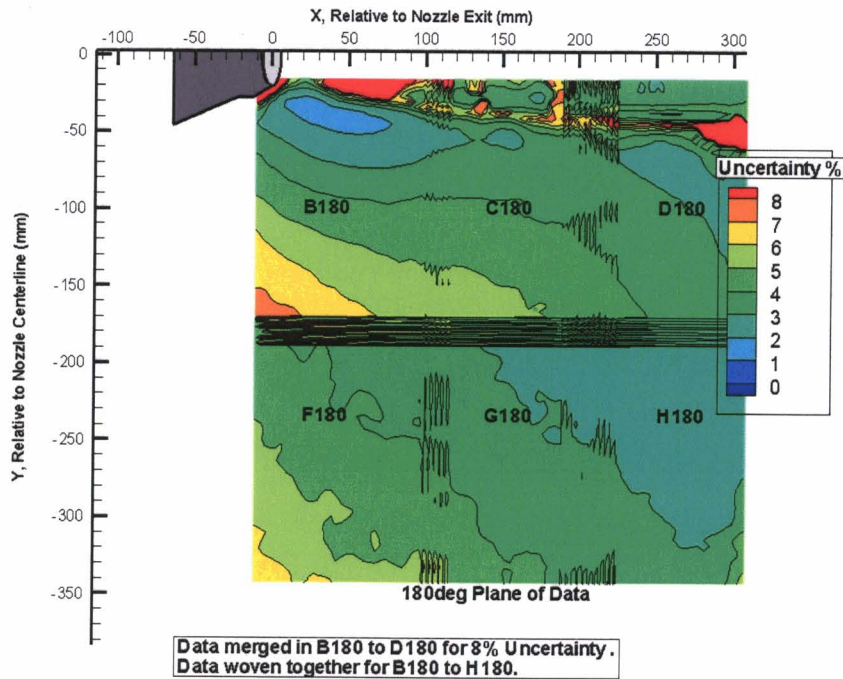 X, Relative to Nozzle Exit (mm)
-100 -50 0 50 100 150 200 250 300
0
-50
-100
-150
-200
-250
-300
-350
Y, Relative to Nozzle Centerline (mm)
B180 C180 D180
F180 G180 H180
Uncertainty %
8
7
6
5
4
3
2
1
0
180deg Plane of Data
Data merged in B180 to D180 for 8% Uncertainty.
Data woven together for B180 to H180.